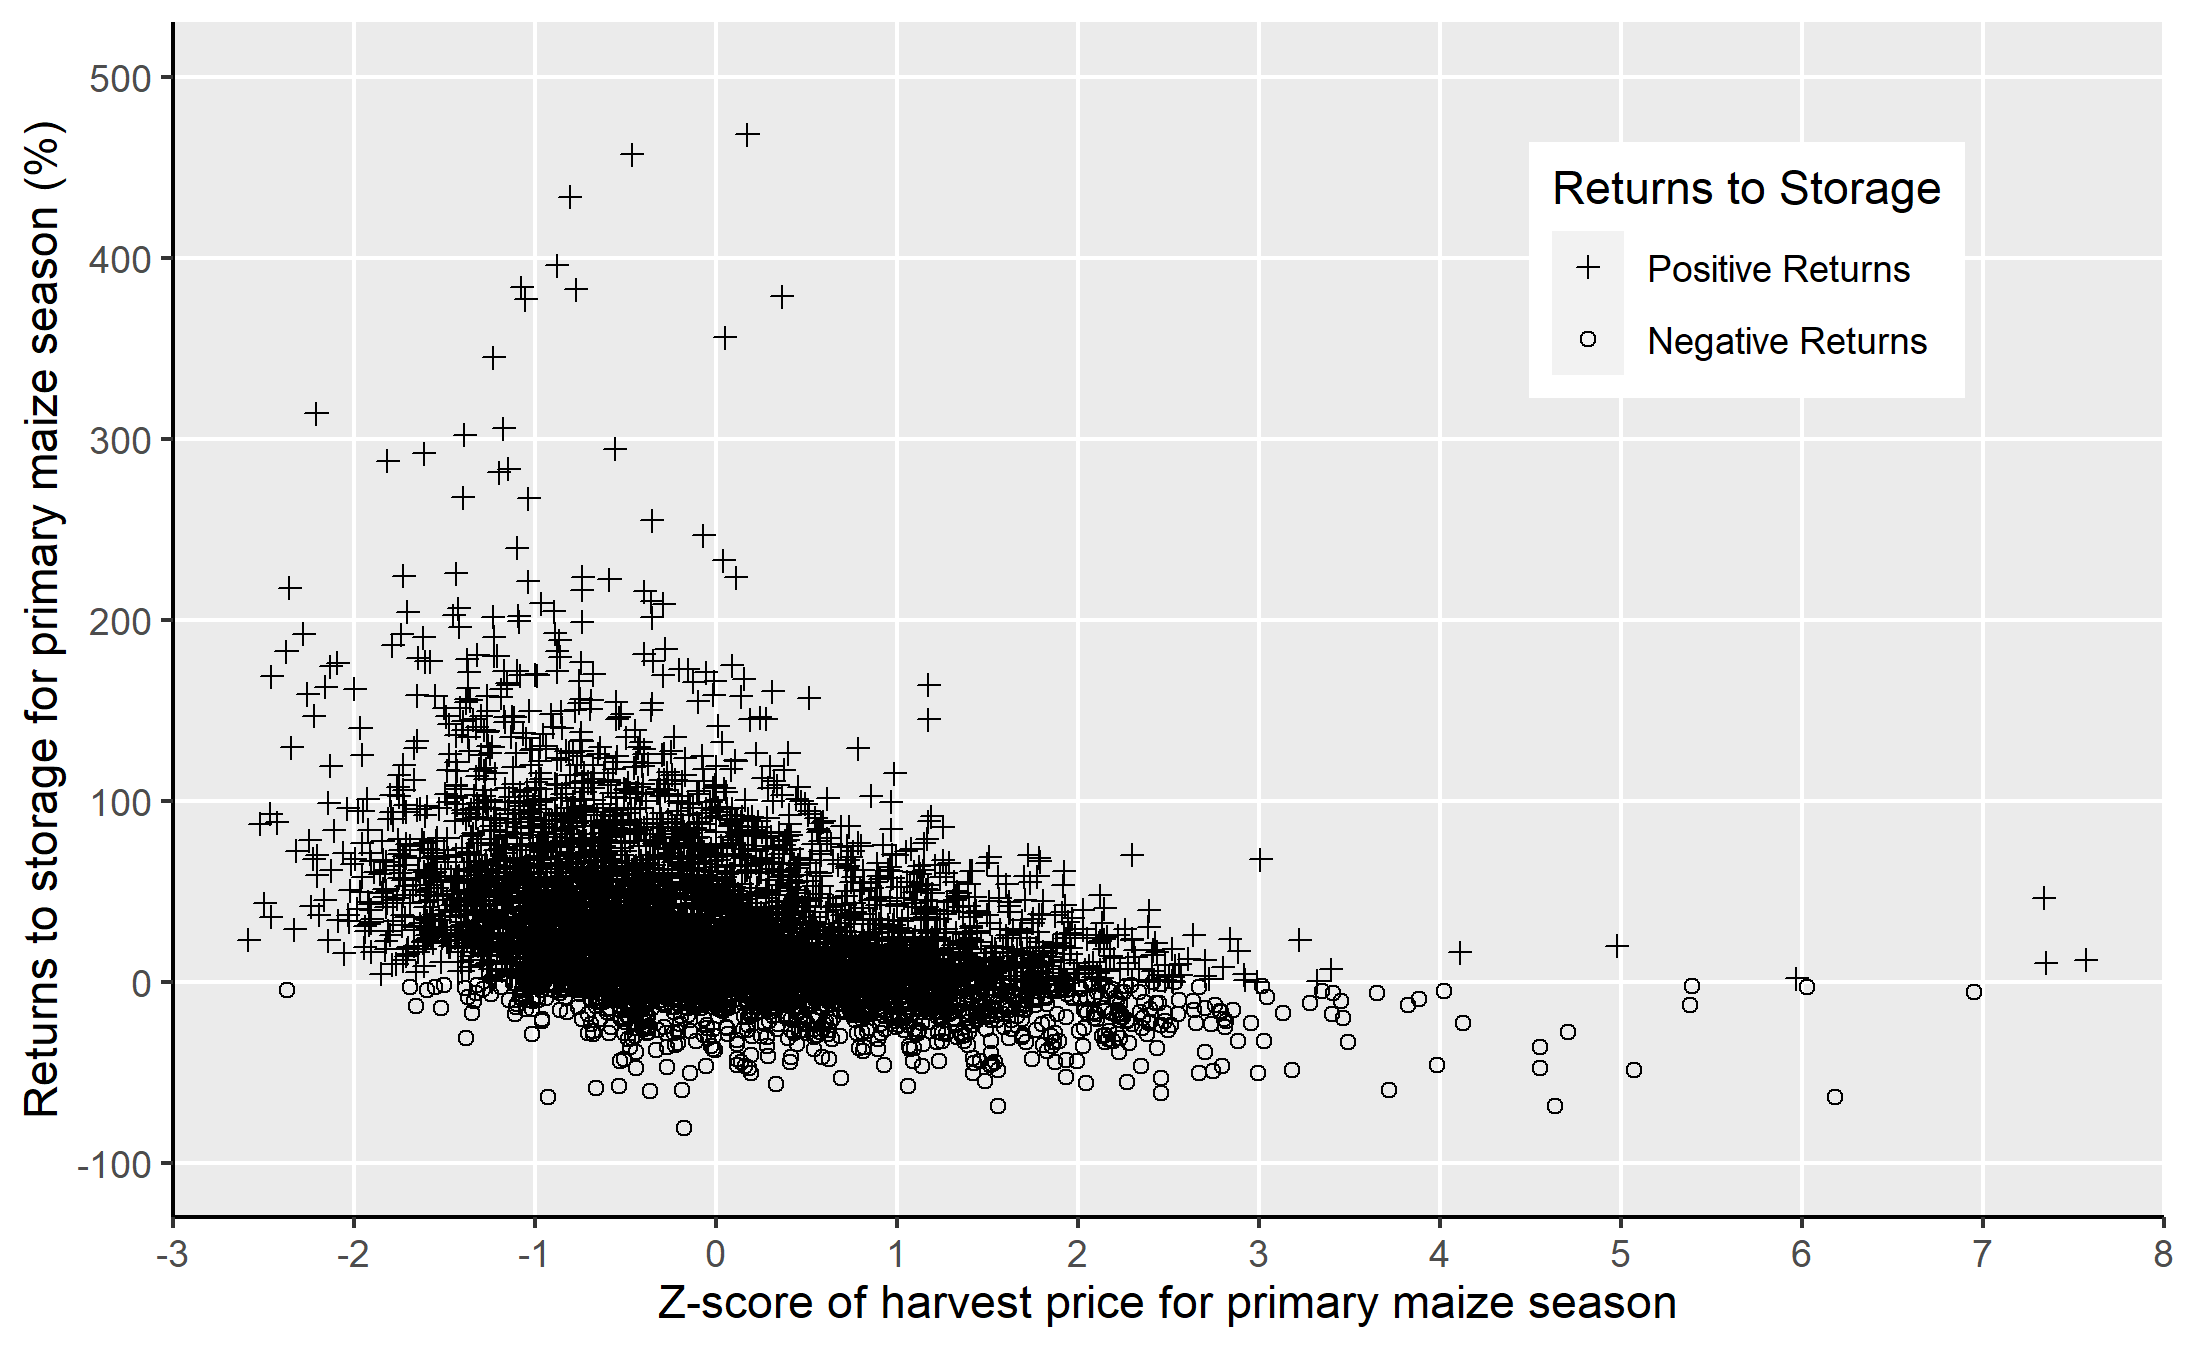 Returns to storage for primary maize season (%)
500
400
300
200
100
0
-100
Returns to Storage
Positive Returns
Negative Returns
-3 -2 -1 0 1 2 3 4 5 6 7 8
Z-score of harvest price for primary maize season